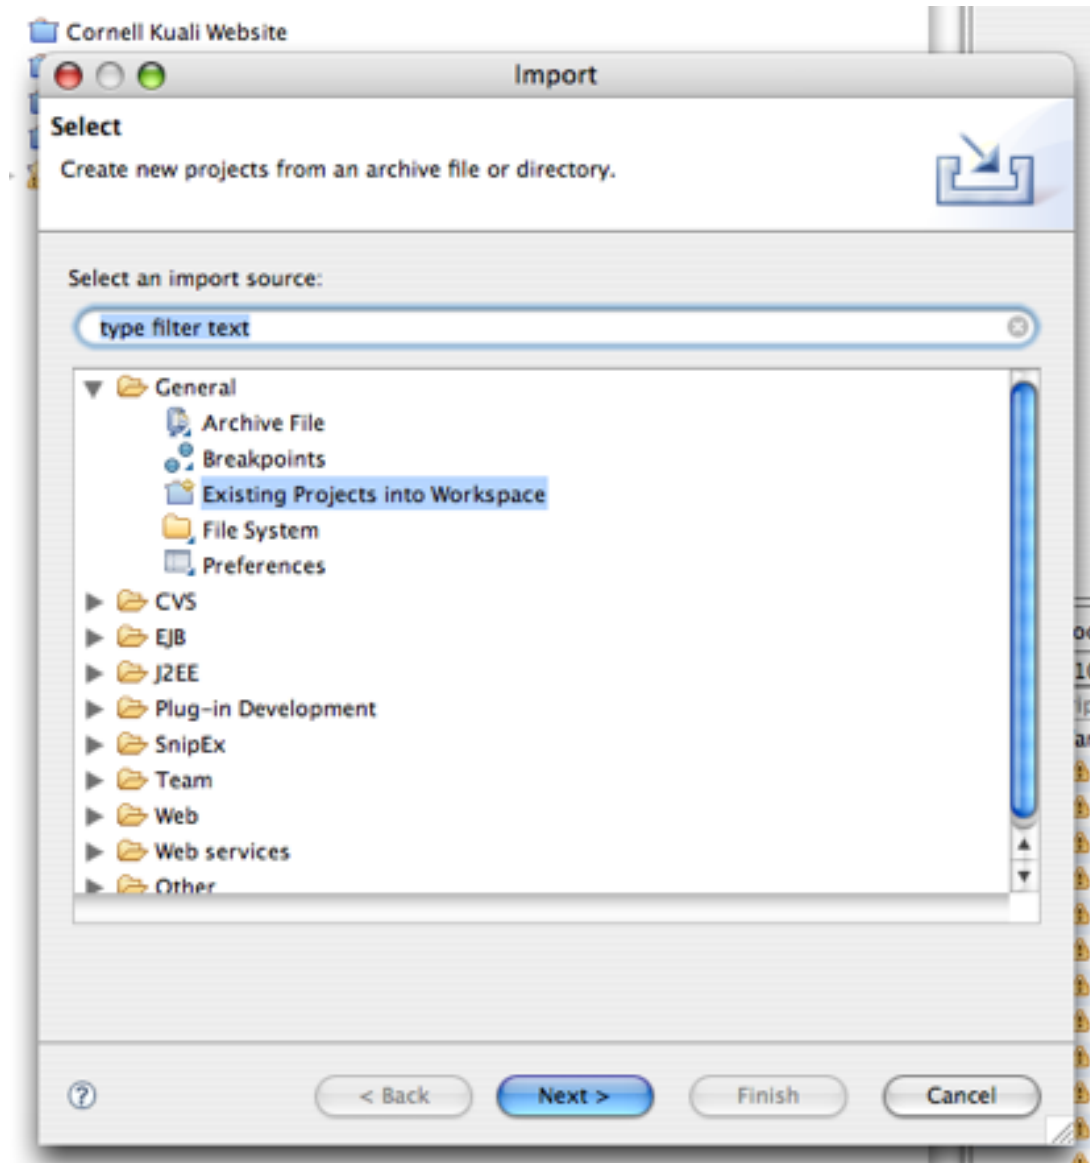 Cornell Kuali Website
Import
Select
Create new projects from an archive file or directory.
Select an import source:
type filter text
General
Archive File
Breakpoints
Existing Projects into Workspace
File System
Preferences
CVS
EJB
J2EE
Plug-in Development
SnipEx
Team
Web
Web services
Other
< Back
Next >
Finish
Cancel